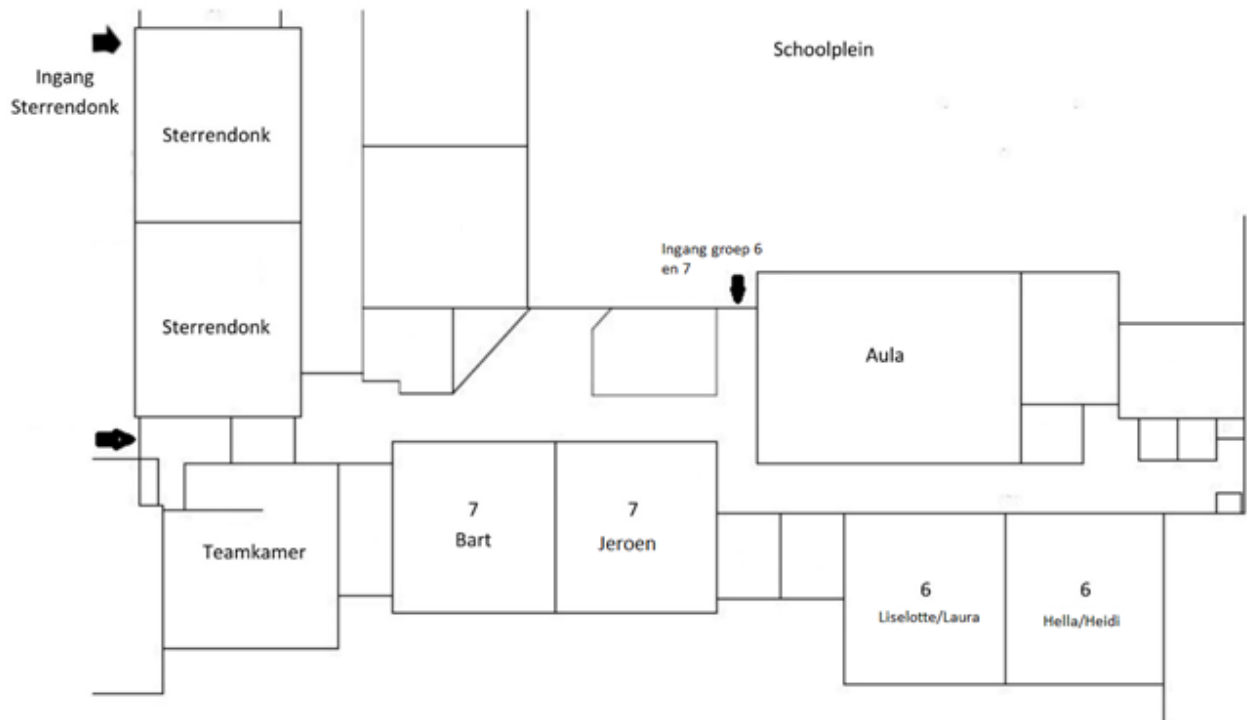 Ingang
Sterrendonk
Schoolplein
Sterrendonk
Ingang groep 6
en 7
Sterrendonk
Aula
7
Bart
7
Jeroen
Teamkamer
6
Liselotte/Laura
6
Hella/Heidi